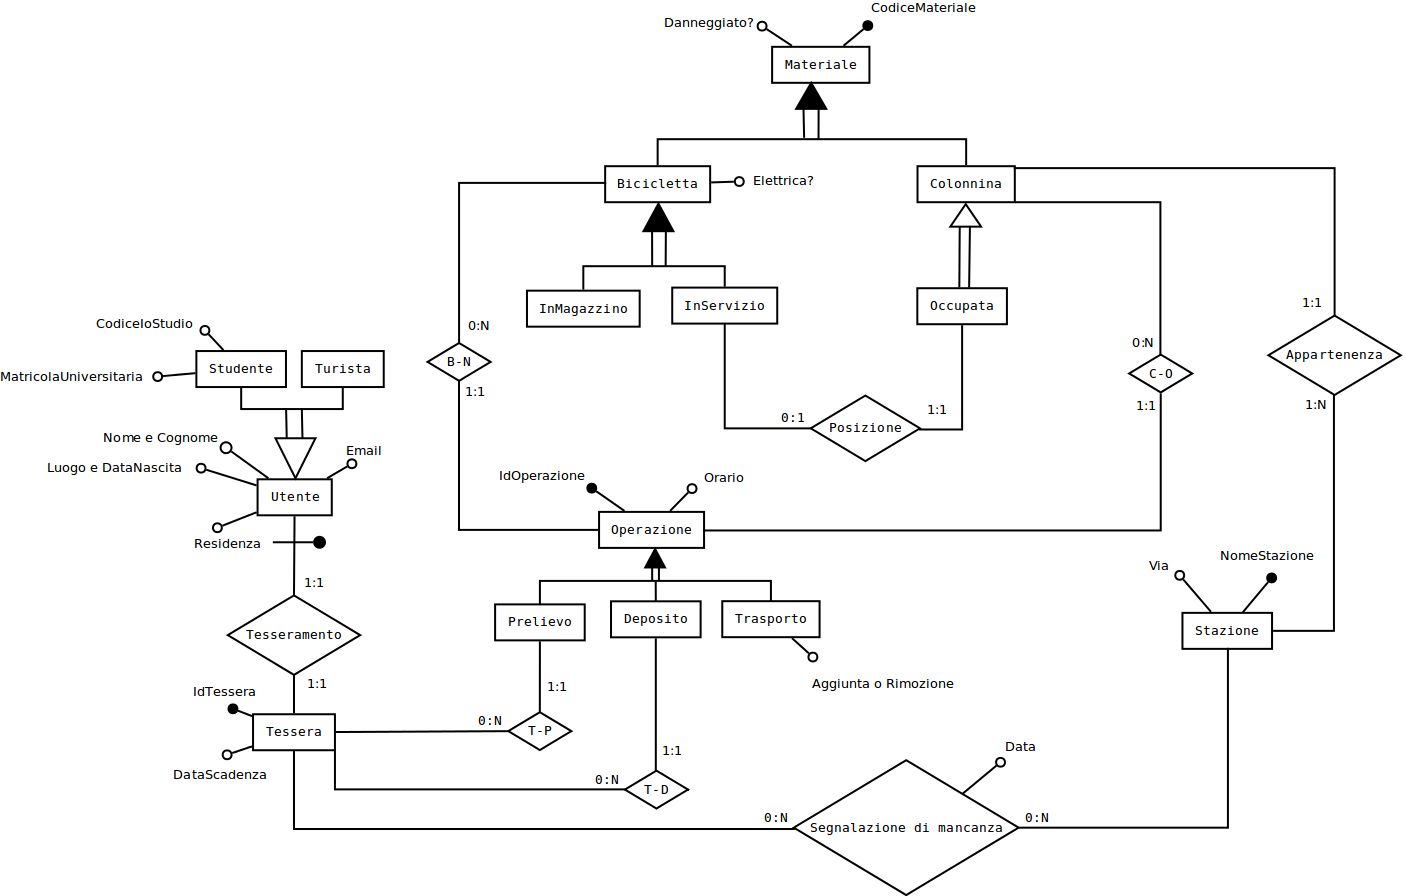 CodiceMateriale
Danneggiato?
Materiale
Bicicletta
Elettrica?
Colonnina
InMagazzino
InServizio
Occupata
1:1
CodiceIoStudio
0:N
0:N
Studente
Turista
B-N
Appartenenza
MatricolaUniversitaria
C-O
1:1
1:1
1:N
0:1
1:1
Posizione
Nome e Cognome
Email
Luogo e DataNascita
IdOperazione
Orario
Utente
Operazione
Residenza
NomeStazione
Via
1:1
Prelievo
Deposito
Trasporto
Stazione
Tesseramento
1:1
1:1
Aggiunta o Rimozione
IdTessera
0:N
Tessera
T-P
1:1
Data
DataScadenza
0:N
T-D
0:N
0:N
Segnalazione di mancanza